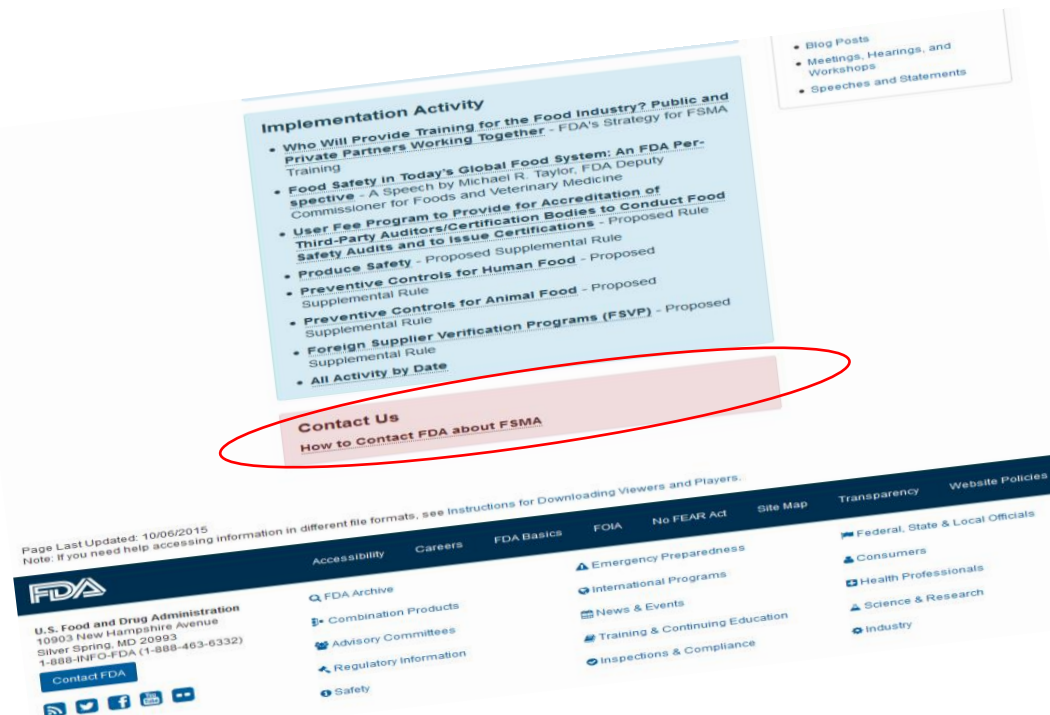 Blog Posts
Meetings, Hearings, and
Workshops
Speeches and Statements
Implementation Activity
Who Will Provide Training for the Food Industry? Public and
Private Partners Working Together - FDA's Strategy for FSMA
Training
Food Safety in Today's Global Food System: An FDA Per-
spective - A Speech by Michael R. Taylor, FDA Deputy
Commissioner for Foods and Veterinary Medicine
User Fee Program to Provide for Accreditation of
Third-Party Auditors/Certification Bodies to Conduct Food
Safety Audits and to Issue Certifications - Proposed Rule
Produce Safety - Proposed Supplemental Rule
Preventive Controls for Human Food - Proposed
Supplemental Rule
Preventive Controls for Animal Food - Proposed
Supplemental Rule
Foreign Supplier Verification Programs (FSVP) - Proposed
Supplemental Rule
All Activity by Date
Contact Us
How to Contact FDA about FSMA
Page Last Updated: 10/06/2015
Note: If you need help accessing information in different file formats, see Instructions for Downloading Viewers and Players.
Accessibility Careers FDA Basics FOIA No FEAR Act Site Map Transparency Website Policies
FDA
U.S. Food and Drug Administration
10903 New Hampshire Avenue
Silver Spring, MD 20993
1-888-INFO-FDA (1-888-463-6332)
Contact FDA
You Tube
FDA Archive
Combination Products
Advisory Committees
Regulatory Information
Safety
Emergency Preparedness
International Programs
News & Events
Training & Continuing Education
Inspections & Compliance
Federal, State & Local Officials
Consumers
Health Professionals
Science & Research
Industry